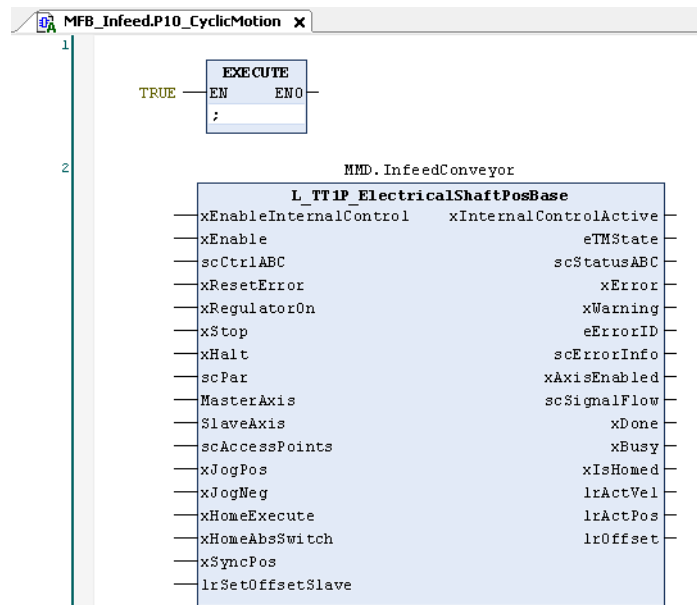 MFB_Infeed.P10_CyclicMotion x
1
EXECUTE
TRUE EN ENO
;
2
MMD.InfeedConveyor
L_TT1P_ElectricalShaftPosBase
xEnableInternalControl xInternalControlActive
xEnable eTMState
scCtrlABC scStatusABC
xResetError xError
xRegulatorOn xWarning
xStop eErrorID
xHalt scErrorInfo
scPar xAxisEnabled
MasterAxis scSignalFlow
SlaveAxis xDone
scAccessPoints xBusy
xJogPos xIsHomed
xJogNeg lrActVel
xHomeExecute lrActPos
xHomeAbsSwitch lrOffset
xSyncPos
lrSetOffsetSlave